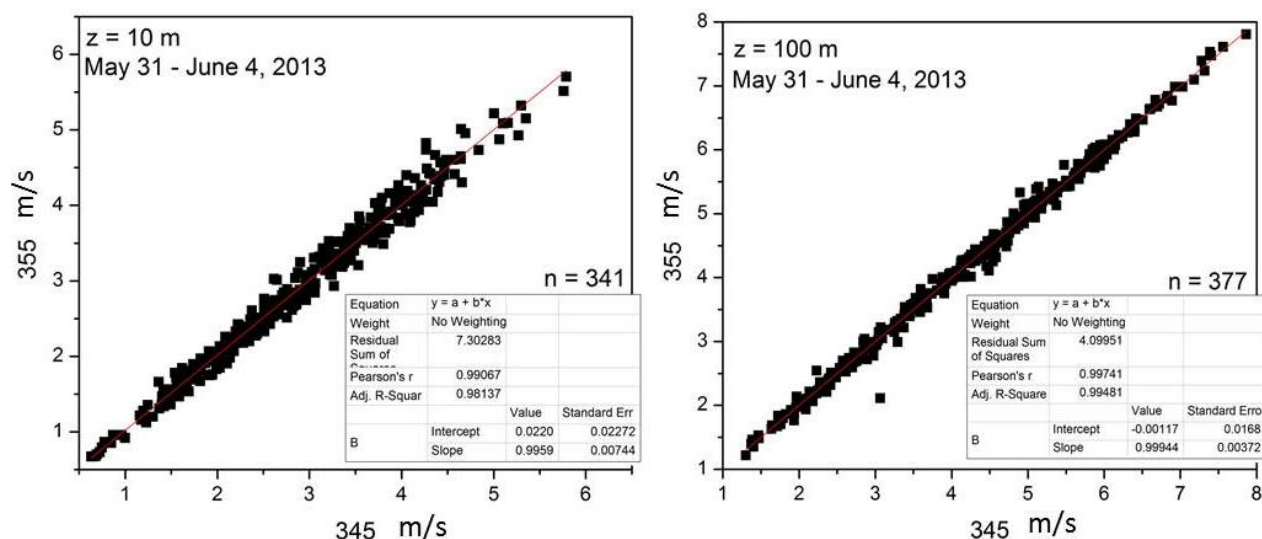 z = 10 m
May 31 - June 4, 2013
6
5
4
3
2
1
355 m/s
n = 341
Equation y = a + b*x
Weight No Weighting
Residual 7.30283
Sum of
Pearson's r 0.99067
Adj. R-Squar 0.98137
Value Standard Err
B
Intercept 0.0220 0.02272
Slope 0.9959 0.00744
1 2 3 4 5 6
345 m/s
z = 100 m
May 31 - June 4, 2013
8
7
6
5
4
3
2
1
355 m/s
n = 377
Equation y = a + b*x
Weight No Weighting
Residual Sum 4.09951
of Squares
Pearson's r 0.99741
Adj. R-Square 0.99481
Value Standard Erro
B
Intercept -0.00117 0.0168
Slope 0.99944 0.00372
1 2 3 4 5 6 7 8
345 m/s